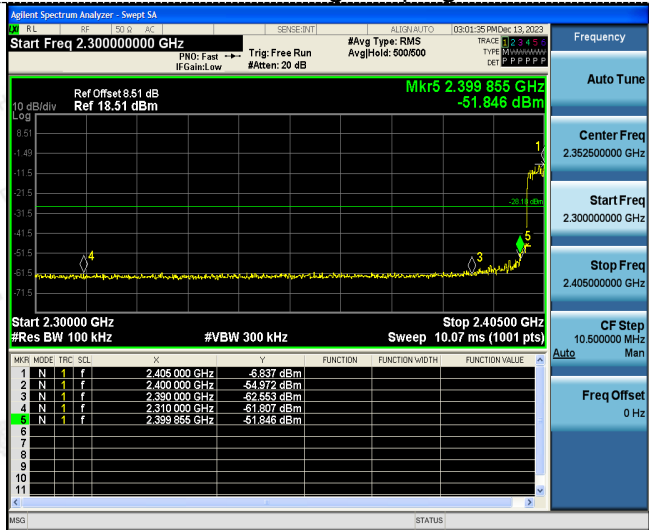 Agilent Spectrum Analyzer - Swept SA
RL RF 50 Ω AC SENSE:INT ALIGNAUTO 03:01:35 PM Dec 13, 2023
Start Freq 2.300000000 GHz
PNO: Fast
IFGain:Low
Trig: Free Run
#Atten: 20 dB
#Avg Type: RMS
Avg|Hold: 500/500
TRACE 1 2 3 4 5 6
TYPE M W W W W W
DET P P P P P P
Frequency
Auto Tune
Center Freq
2.352500000 GHz
Start Freq
2.300000000 GHz
Stop Freq
2.405000000 GHz
CF Step
10.500000 MHz
Auto Man
Freq Offset
0 Hz
Mkr5 2.399 855 GHz
-51.846 dBm
Ref Offset 8.51 dB
10 dB/div Ref 18.51 dBm
Log
8.51
-1.49
-11.5
-21.5
-31.5
-41.5
-51.5
-61.5
-71.5
1
-28.18 dBm
5
3
4
Start 2.30000 GHz Stop 2.40500 GHz
#Res BW 100 kHz #VBW 300 kHz Sweep 10.07 ms (1001 pts)
MKR MODE TRC SCL X Y FUNCTION FUNCTION WIDTH FUNCTION VALUE
1 N 1 f 2.405 000 GHz -6.837 dBm
2 N 1 f 2.400 000 GHz -54.972 dBm
3 N 1 f 2.390 000 GHz -62.553 dBm
4 N 1 f 2.310 000 GHz -61.807 dBm
5 N 1 f 2.399 855 GHz -51.846 dBm
6
7
8
9
10
11
MSG STATUS